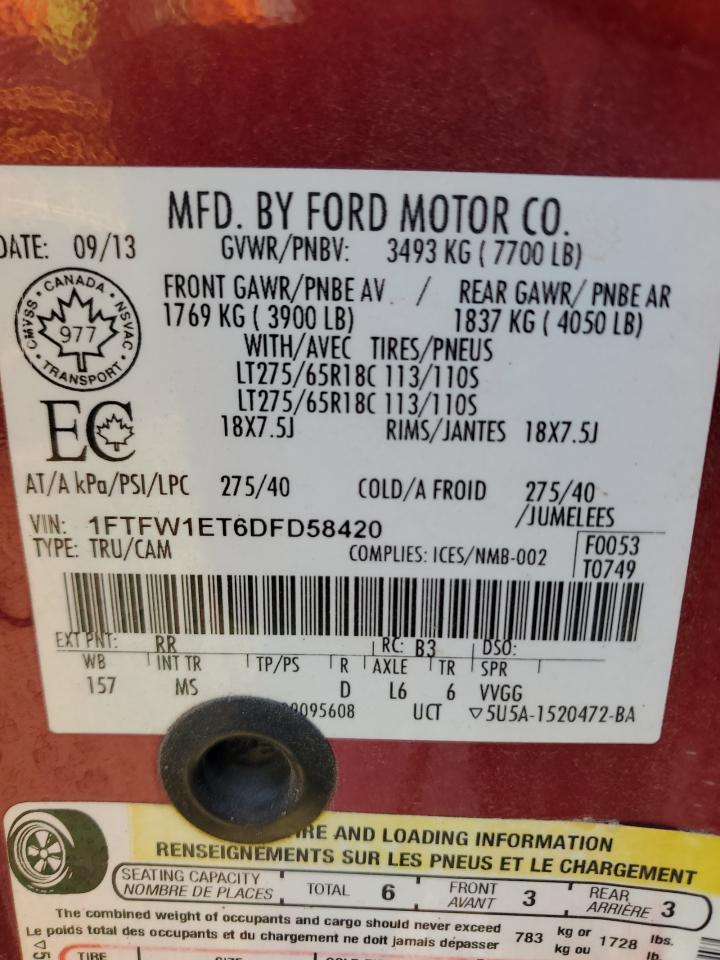 MFD. BY FORD MOTOR CO.
DATE: 09/13 GVWR/PNBV: 3493 KG ( 7700 LB)
FRONT GAWR/PNBE AV / REAR GAWR/ PNBE AR
1769 KG ( 3900 LB) 1837 KG ( 4050 LB)
WITH/AVEC TIRES/PNEUS
LT275/65R18C 113/110S
LT275/65R18C 113/110S
18X7.5J RIMS/JANTES 18X7.5J
CANADA
CMVSS NSVAC
977
TRANSPORT
EC
AT/A kPa/PSI/LPC 275/40 COLD/A FROID 275/40
/JUMELEES
VIN: 1FTFW1ET6DFD58420
TYPE: TRU/CAM COMPLIES: ICES/NMB-002
F0053
T0749
EXT PNT: RR RC: B3 DSO:
WB INT TR TP/PS R AXLE TR SPR
157 MS D L6 6 VVGG
095608 UCT ▽5U5A-1520472-BA
AND LOADING INFORMATION
RENSEIGNEMENTS SUR LES PNEUS ET LE CHARGEMENT
SEATING CAPACITY
NOMBRE DE PLACES
TOTAL 6
FRONT
AVANT 3
REAR
ARRIÈRE 3
The combined weight of occupants and cargo should never exceed
Le poids total des occupants et du chargement ne doit jamais dépasser
783 kg or
kg ou
1728 lbs.
lb.
TIRE